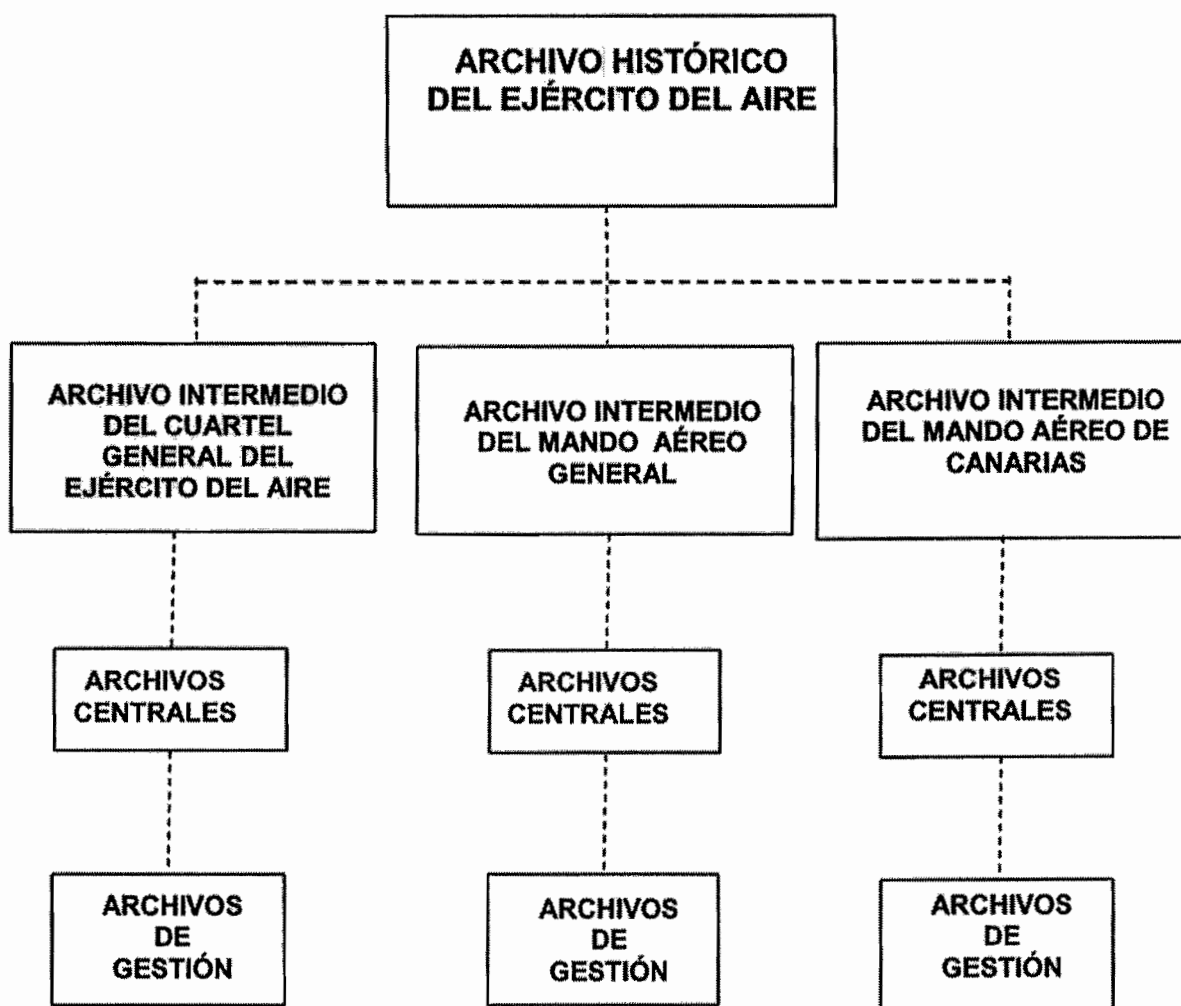 ARCHIVO HISTÓRICO
DEL EJÉRCITO DEL AIRE
ARCHIVO INTERMEDIO
DEL CUARTEL
GENERAL DEL
EJÉRCITO DEL AIRE
ARCHIVO INTERMEDIO
DEL MANDO AÉREO
GENERAL
ARCHIVO INTERMEDIO
DEL MANDO AÉREO DE
CANARIAS
ARCHIVOS
CENTRALES
ARCHIVOS
CENTRALES
ARCHIVOS
CENTRALES
ARCHIVOS
DE
GESTIÓN
ARCHIVOS
DE
GESTIÓN
ARCHIVOS
DE
GESTIÓN